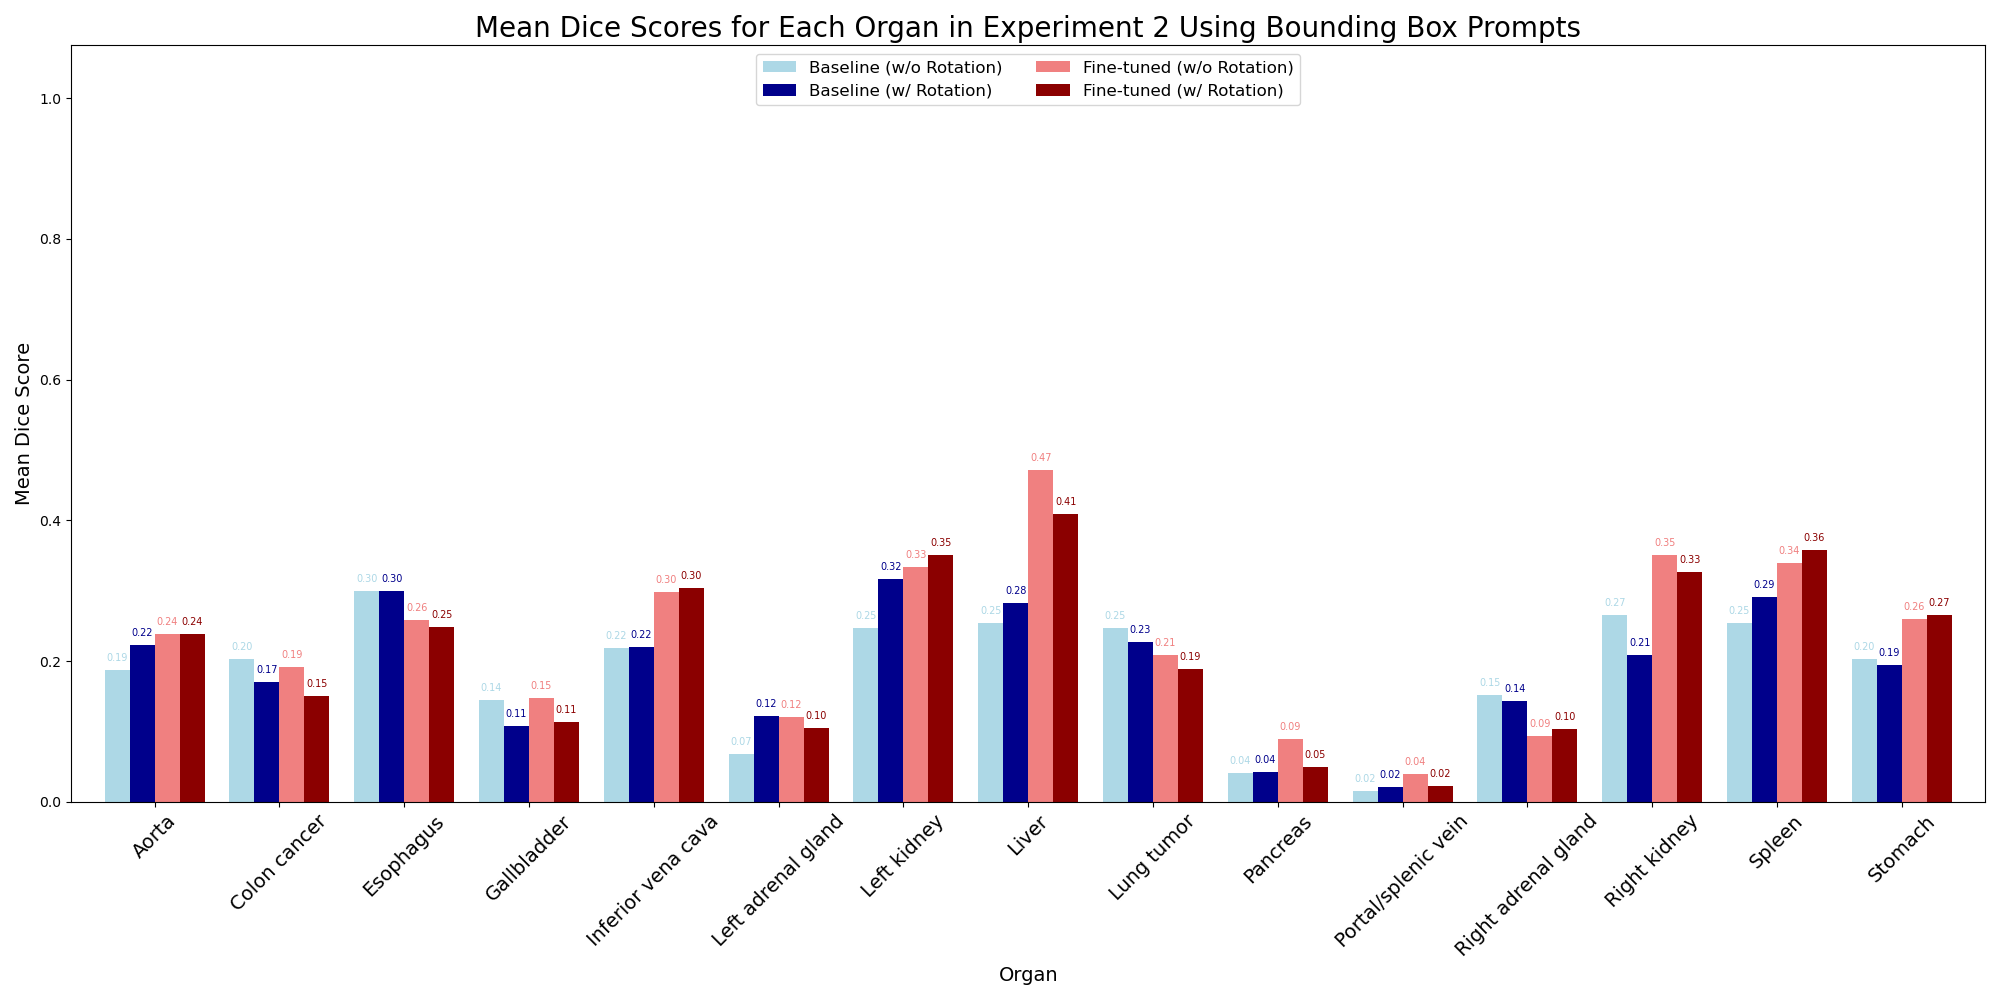 Mean Dice Scores for Each Organ in Experiment 2 Using Bounding Box Prompts
Baseline (w/o Rotation)
Baseline (w/ Rotation)
Fine-tuned (w/o Rotation)
Fine-tuned (w/ Rotation)
Mean Dice Score
1.0
0.8
0.6
0.4
0.2
0.0
0.19 0.22 0.24 0.24
0.20 0.17 0.19 0.15
0.30 0.30 0.26 0.25
0.14 0.11 0.15 0.11
0.22 0.22 0.30 0.30
0.07 0.12 0.12 0.10
0.25 0.32 0.33 0.35
0.25 0.28 0.47 0.41
0.25 0.23 0.21 0.19
0.04 0.04 0.09 0.05
0.02 0.02 0.04 0.02
0.15 0.14 0.09 0.10
0.27 0.21 0.35 0.33
0.25 0.29 0.34 0.36
0.20 0.19 0.26 0.27
Aorta
Colon cancer
Esophagus
Gallbladder
Inferior vena cava
Left adrenal gland
Left kidney
Liver
Lung tumor
Pancreas
Portal/splenic vein
Right adrenal gland
Right kidney
Spleen
Stomach
Organ